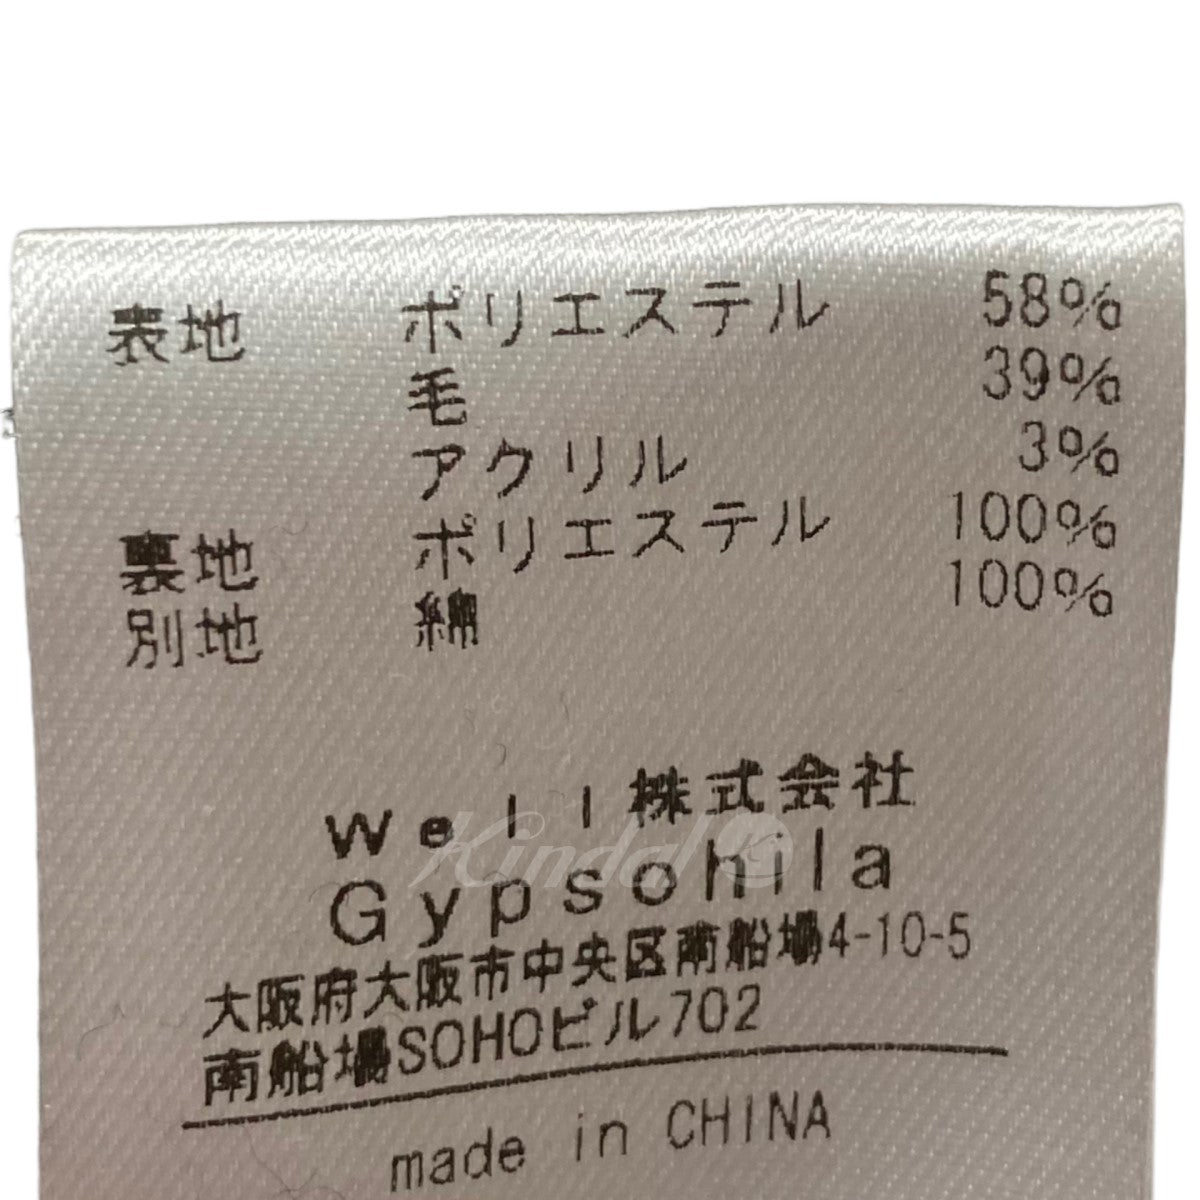 表地 ポリエステル 58%
毛 39%
アクリル 3%
裏地 ポリエステル 100%
別地 綿 100%
Well株式会社
Gypsohila
Kindal K
大阪府大阪市中央区南船場4-10-5
南船場SOHOビル702
made in CHINA